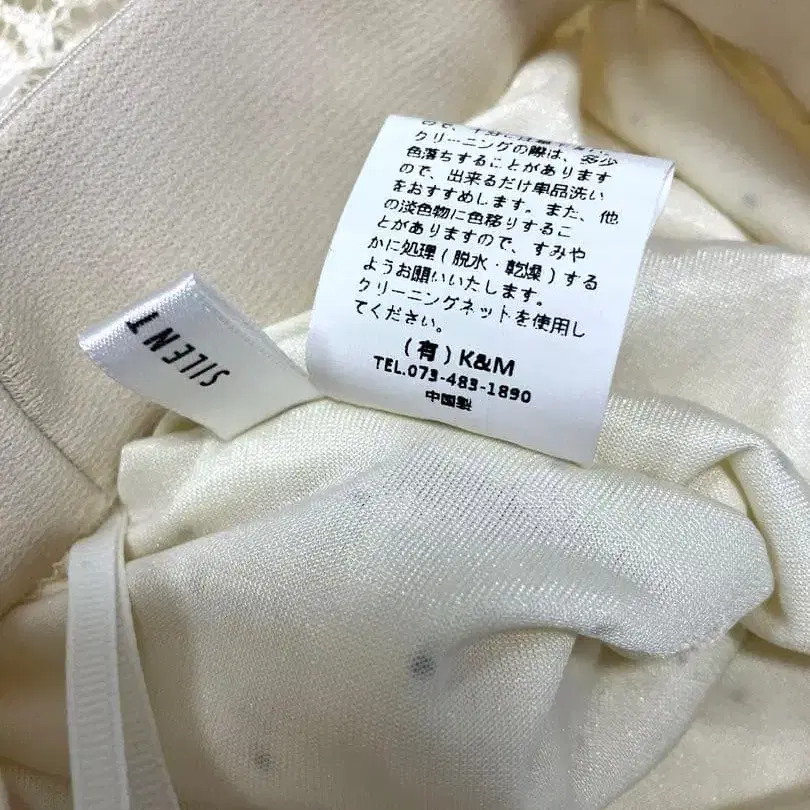 クリーニングの際は、多少
色落ちすることがあります
ので、出来るだけ単品洗い
をおすすめします。また、他
の淡色物に色移りするこ
とがありますので、すみや
かに処理(脱水・乾燥)する
ようお願いいたします。
クリーニングネットを使用し
てください。
(有)K&M
TEL.073-483-1890
中国製
SILENT